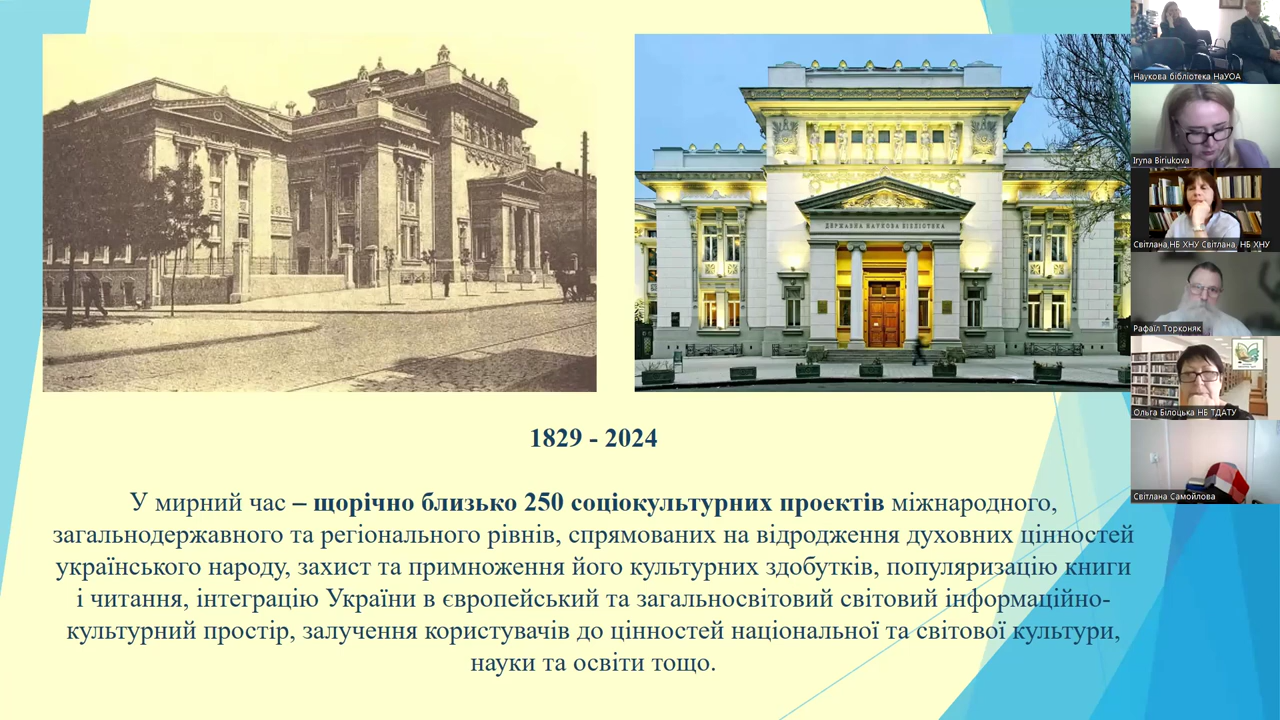 ДЕРЖАВНА НАУКОВА БІБЛІОТЕКА
1829 - 2024
У мирний час – щорічно близько 250 соціокультурних проектів міжнародного,
загальнодержавного та регіонального рівнів, спрямованих на відродження духовних цінностей
українського народу, захист та примноження його культурних здобутків, популяризацію книги
і читання, інтеграцію України в європейський та загальносвітовий світовий інформаційно-
культурний простір, залучення користувачів до цінностей національної та світової культури,
науки та освіти тощо.
Наукова бібліотека НаУОА
Iryna Biriukova
Світлана,НБ ХНУ Світлана, НБ ХНУ
Рафаїл Торконяк
Ольга Білоцька НБ ТДАТУ
Світлана Самойлова